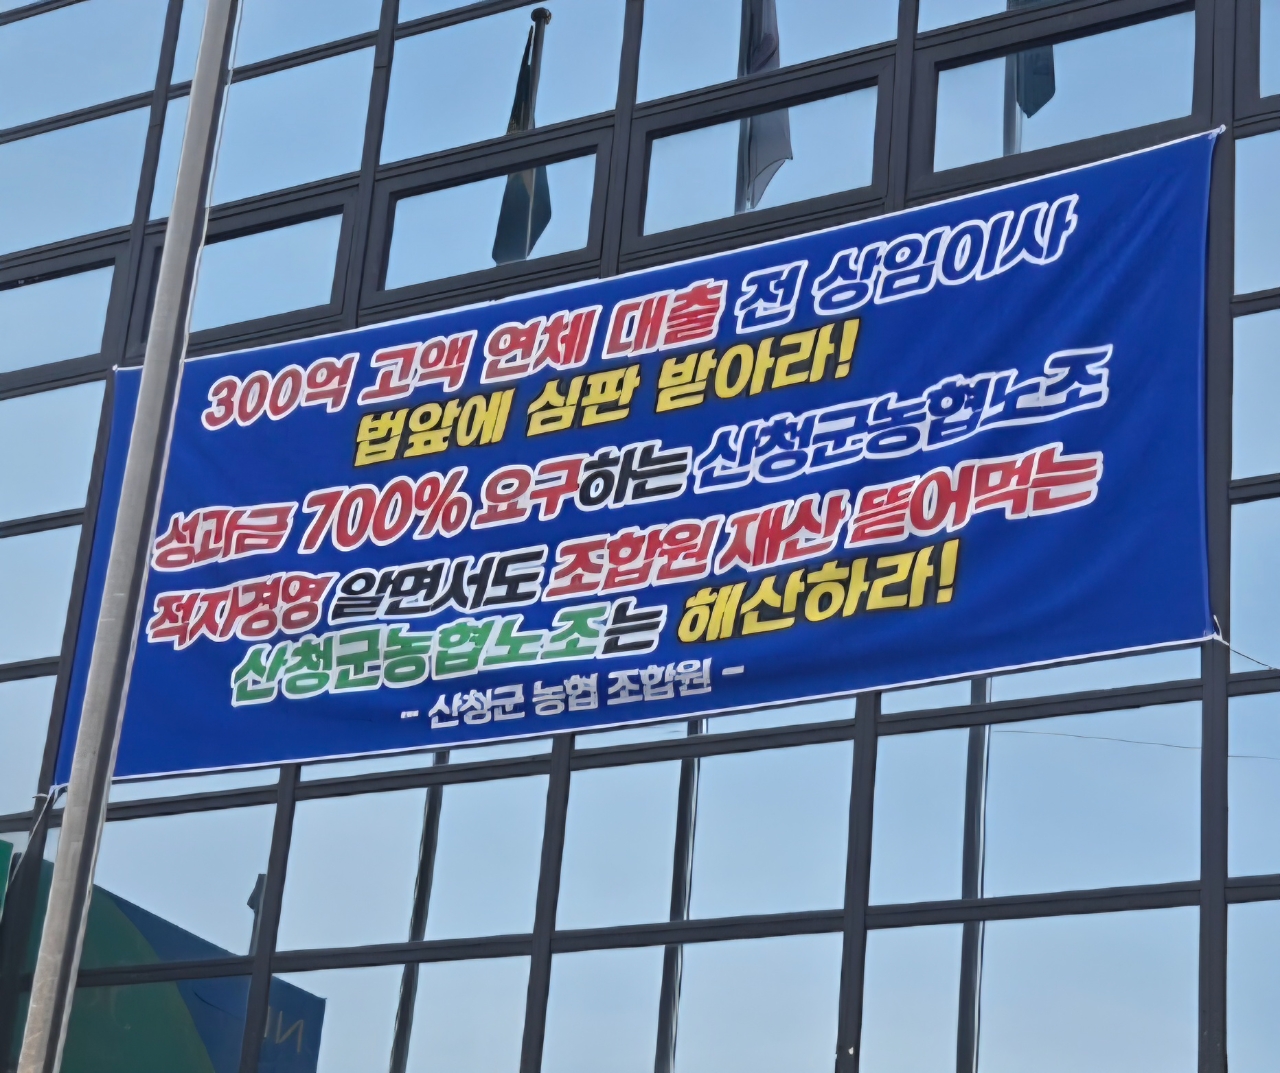 300억 고액 연체 대출 전 상임이사
법앞에 심판 받아라!
성과금 700% 요구하는 산청군농협노조
적자경영 알면서도 조합원 재산 뜯어먹는
산청군농협노조는 해산하라!
- 산청군 농협 조합원 -